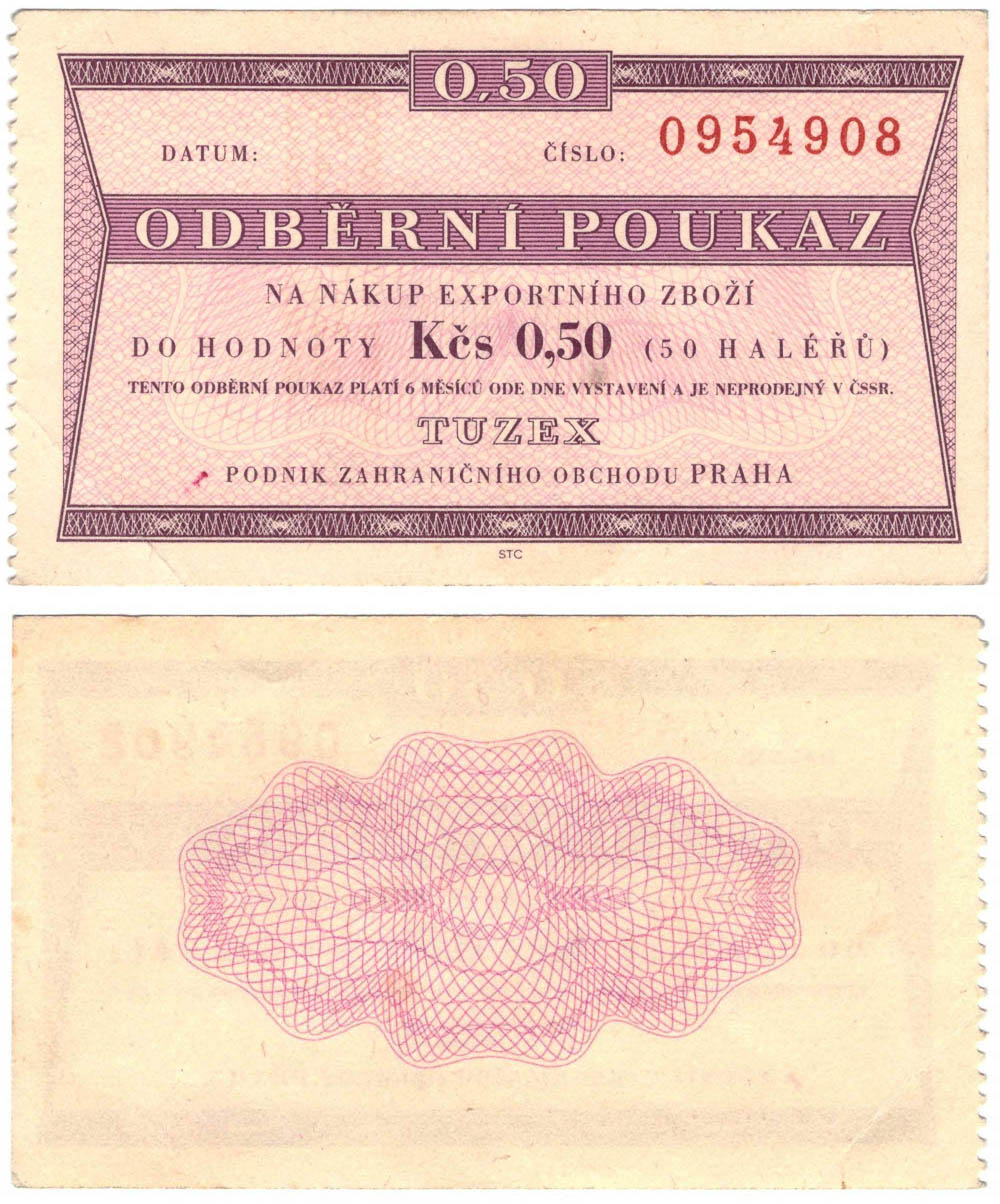 0,50
DATUM: ČÍSLO: 0954908
ODBĚRNÍ POUKAZ
NA NÁKUP EXPORTNÍHO ZBOŽÍ
DO HODNOTY Kčs 0,50 (50 HALÉŘŮ)
TENTO ODBĚRNÍ POUKAZ PLATÍ 6 MĚSÍCŮ ODE DNE VYSTAVENÍ A JE NEPRODEJNÝ V ČSSR.
TUZEX
PODNIK ZAHRANIČNÍHO OBCHODU PRAHA
STC